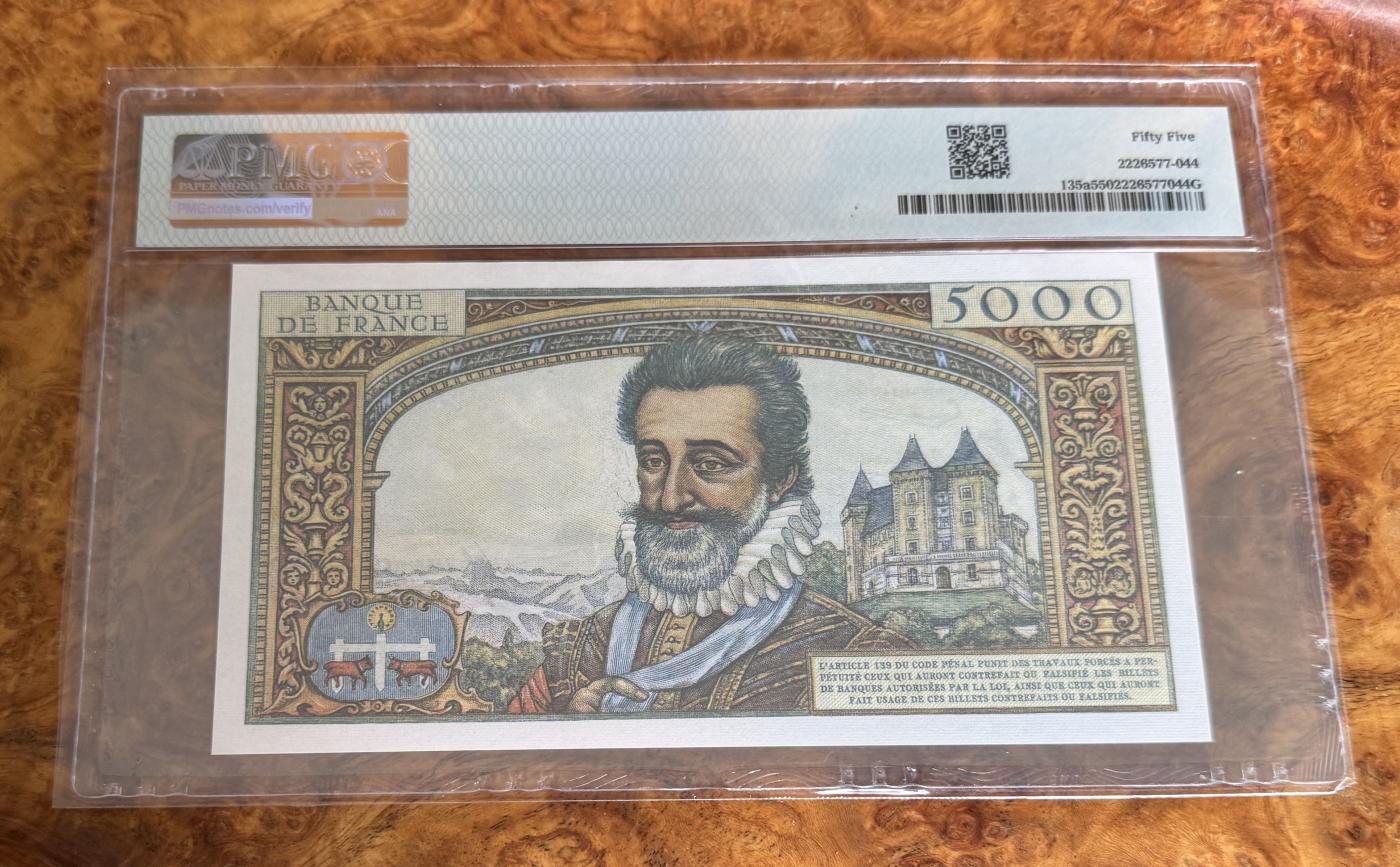 PMG
PAPER MONEY GUARANTY
PMGnotes.com/verify
ANA
Fifty Five
2226577-044
135a5502226577044G
BANQUE
DE FRANCE
5000
L'ARTICLE 139 DU CODE PÉNAL PUNIT DES TRAVAUX FORCÉS A PER-
PÉTUITÉ CEUX QUI AURONT CONTREFAIT OU FALSIFIÉ LES BILLETS
DE BANQUES AUTORISÉES PAR LA LOI, AINSI QUE CEUX QUI AURONT
FAIT USAGE DE CES BILLETS CONTREFAITS OU FALSIFIÉS.